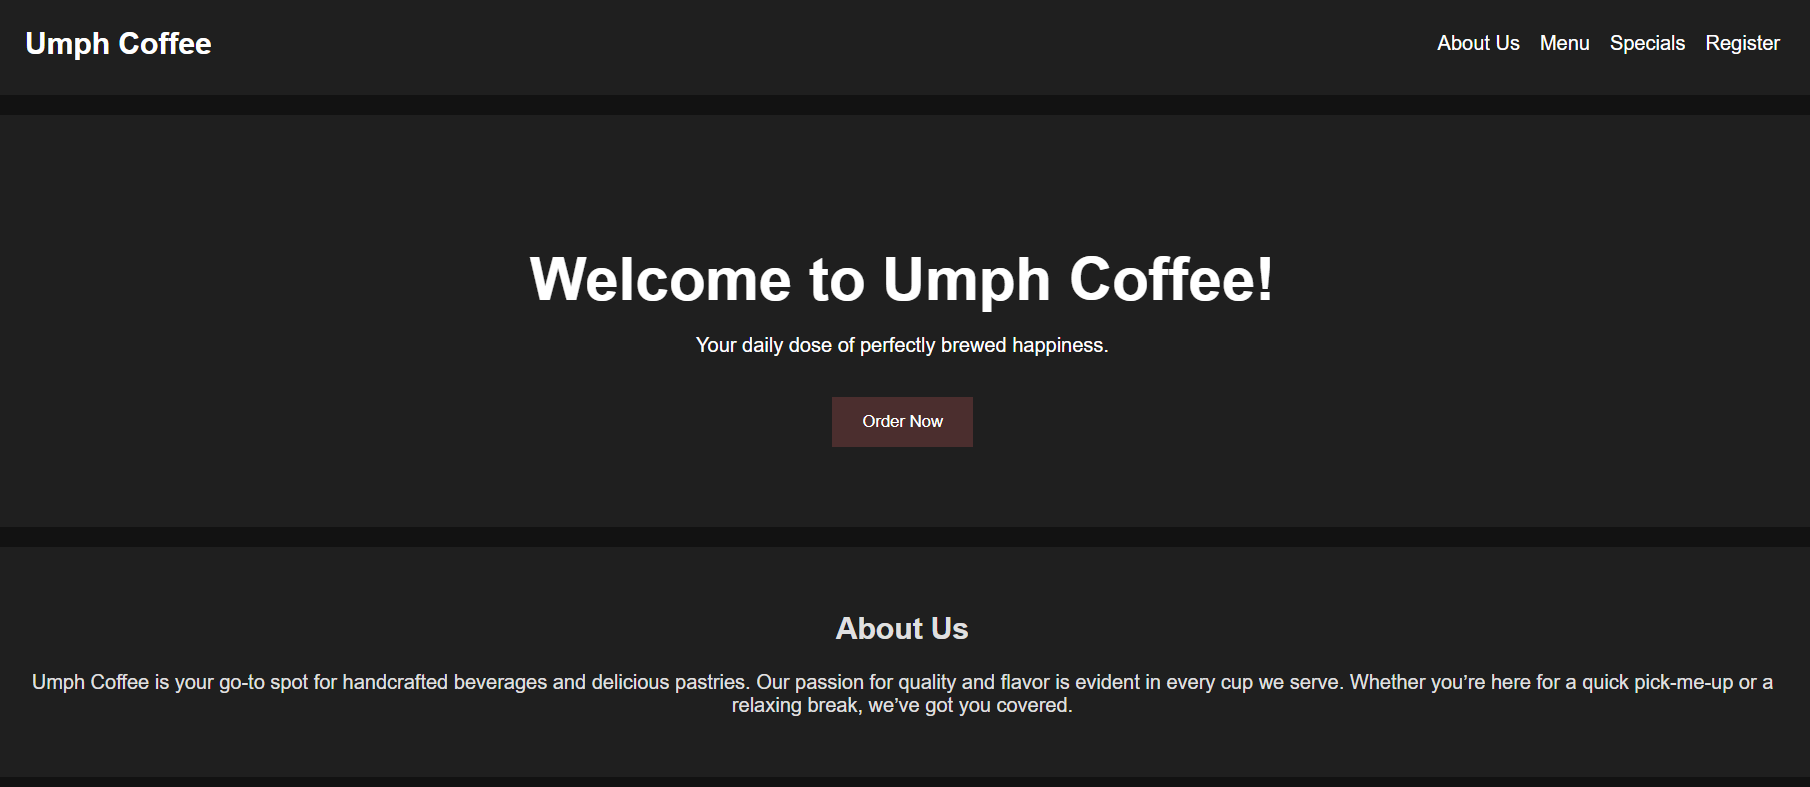 Umph Coffee
About Us Menu Specials Register
Welcome to Umph Coffee!
Your daily dose of perfectly brewed happiness.
Order Now
About Us
Umph Coffee is your go-to spot for handcrafted beverages and delicious pastries. Our passion for quality and flavor is evident in every cup we serve. Whether you’re here for a quick pick-me-up or a
relaxing break, we’ve got you covered.